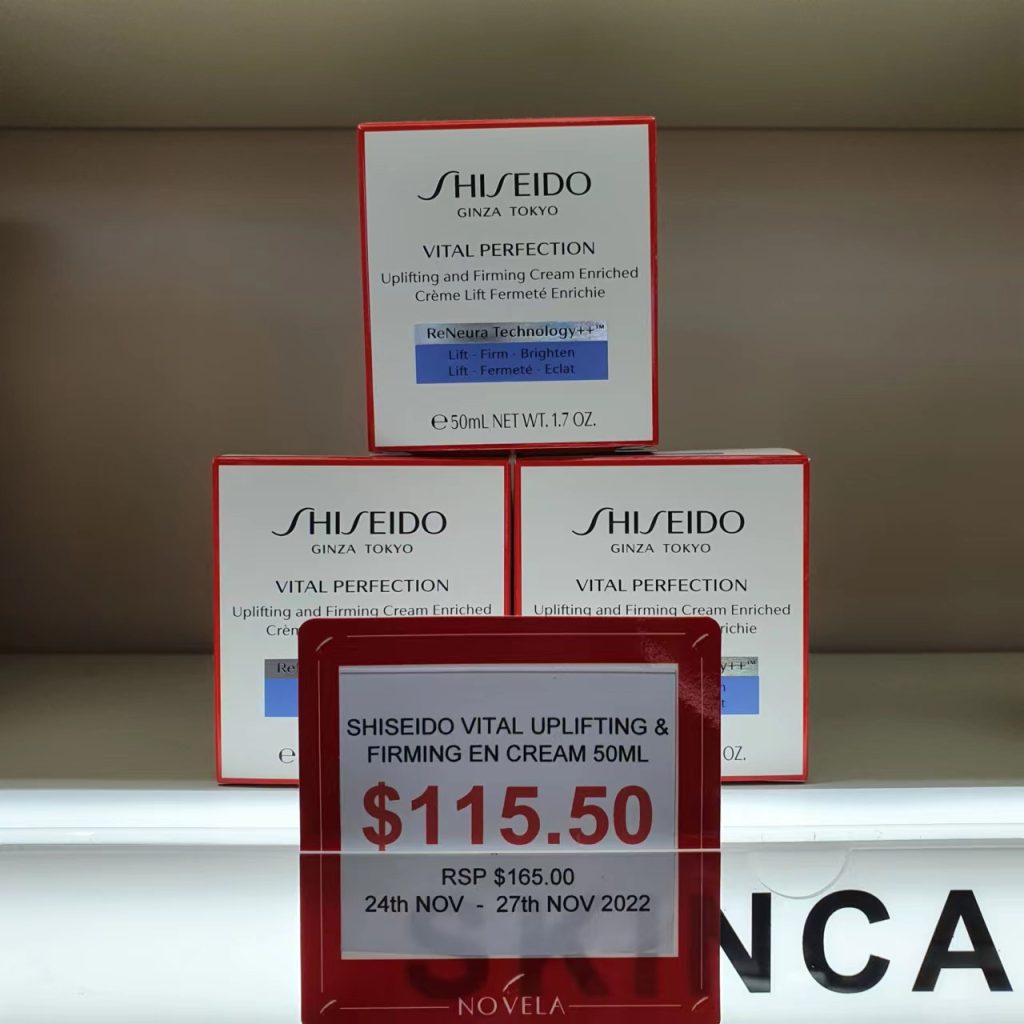 SHISEIDO
GINZA TOKYO
VITAL PERFECTION
Uplifting and Firming Cream Enriched
Crème Lift Fermeté Enrichie
ReNeura Technology++™
Lift - Firm - Brighten
Lift - Fermeté - Eclat
℮50mL NET WT. 1.7 OZ.
SHISEIDO
GINZA TOKYO
VITAL PERFECTION
Uplifting and Firming Cream Enriched
SHISEIDO
GINZA TOKYO
VITAL PERFECTION
Uplifting and Firming Cream Enriched
OZ.
SHISEIDO VITAL UPLIFTING &
FIRMING EN CREAM 50ML
$115.50
RSP $165.00
24th NOV - 27th NOV 2022
NOVELA
SKINCA